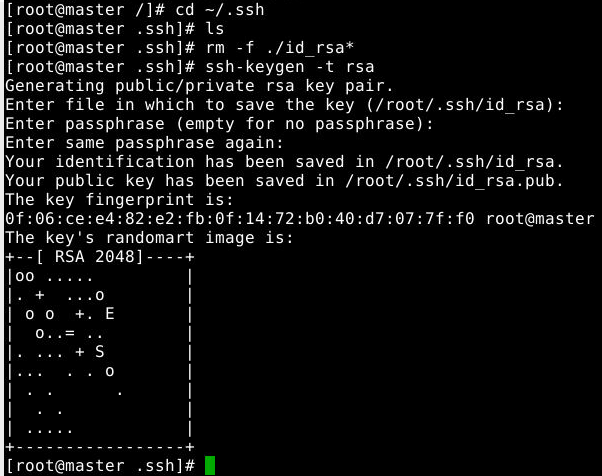 [root@master /]# cd ~/.ssh
[root@master .ssh]# ls
[root@master .ssh]# rm -f ./id_rsa*
[root@master .ssh]# ssh-keygen -t rsa
Generating public/private rsa key pair.
Enter file in which to save the key (/root/.ssh/id_rsa):
Enter passphrase (empty for no passphrase):
Enter same passphrase again:
Your identification has been saved in /root/.ssh/id_rsa.
Your public key has been saved in /root/.ssh/id_rsa.pub.
The key fingerprint is:
0f:06:ce:e4:82:e2:fb:0f:14:72:b0:40:d7:07:7f:f0 root@master
The key's randomart image is:
+--[ RSA 2048]----+
|oo .....         |
|. +  ...o        |
| o o  +. E       |
|  o..= ..        |
|. ... + S        |
|...  . . o       |
| . .      .      |
|  . .            |
| .....           |
+-----------------+
[root@master .ssh]#